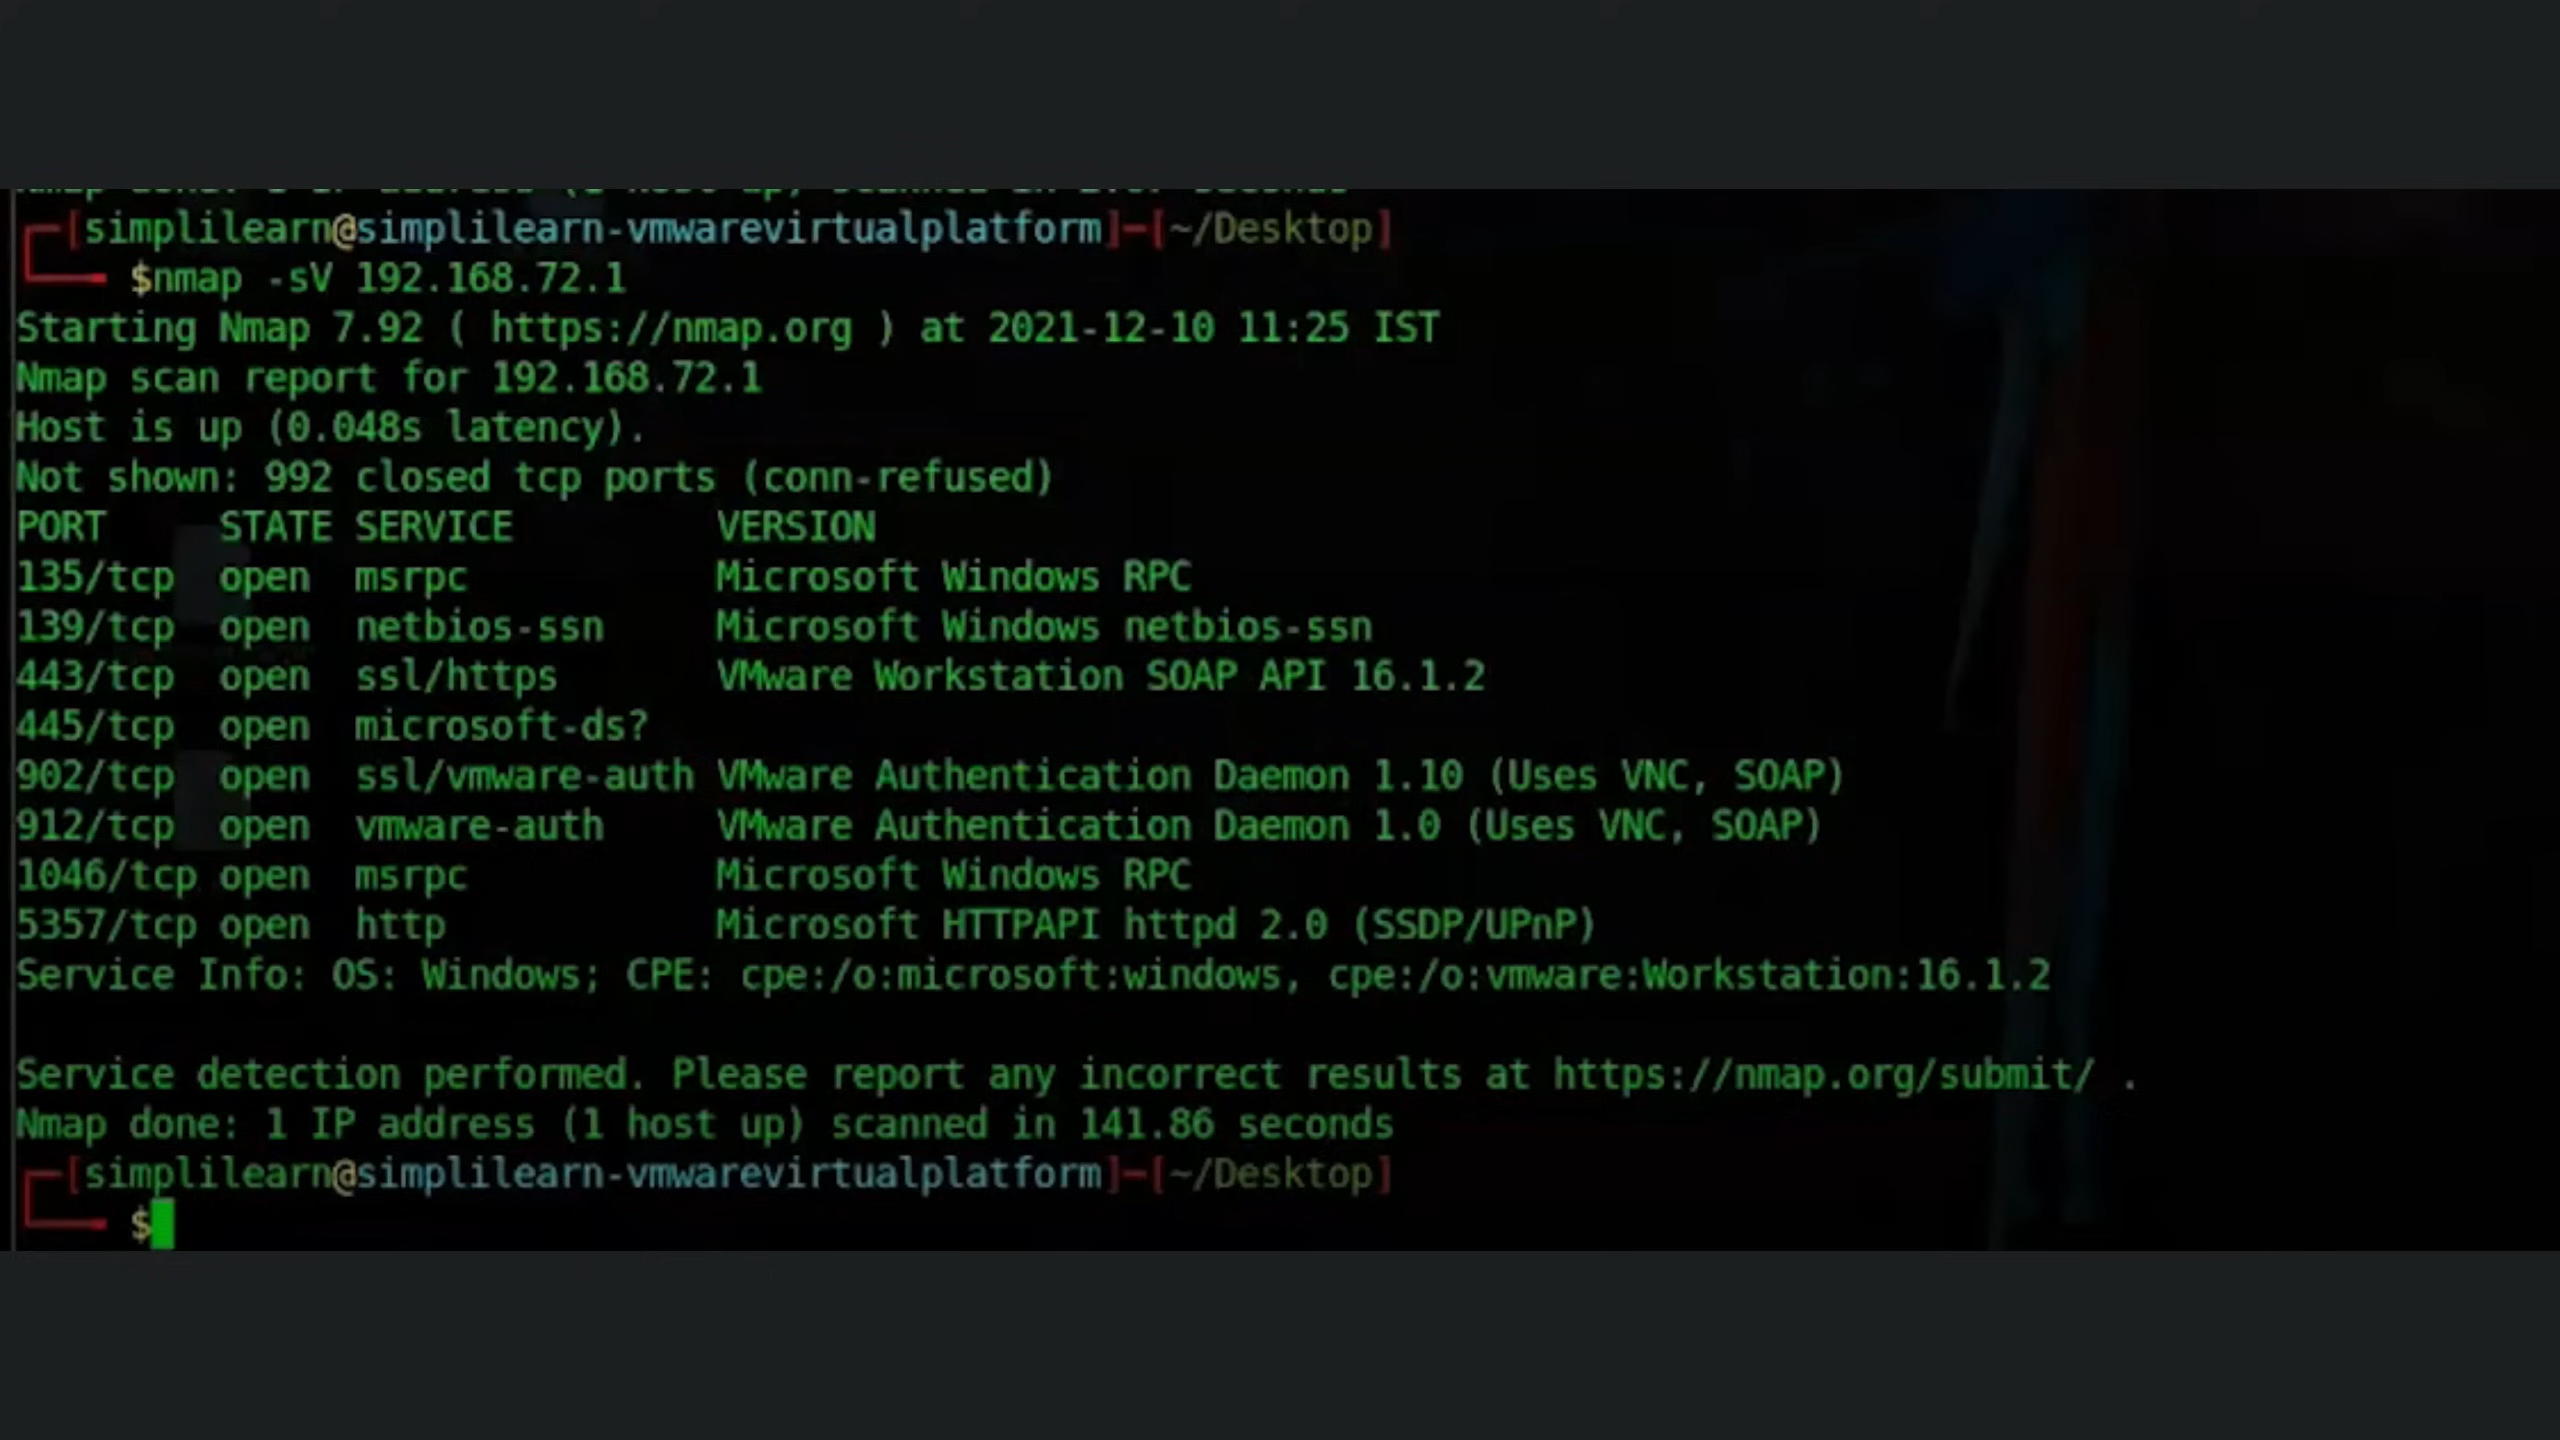 ┌─[simplilearn@simplilearn-vmwarevirtualplatform]─[~/Desktop]
└──╼ $nmap -sV 192.168.72.1
Starting Nmap 7.92 ( https://nmap.org ) at 2021-12-10 11:25 IST
Nmap scan report for 192.168.72.1
Host is up (0.048s latency).
Not shown: 992 closed tcp ports (conn-refused)
PORT     STATE SERVICE         VERSION
135/tcp  open  msrpc           Microsoft Windows RPC
139/tcp  open  netbios-ssn     Microsoft Windows netbios-ssn
443/tcp  open  ssl/https       VMware Workstation SOAP API 16.1.2
445/tcp  open  microsoft-ds?
902/tcp  open  ssl/vmware-auth VMware Authentication Daemon 1.10 (Uses VNC, SOAP)
912/tcp  open  vmware-auth     VMware Authentication Daemon 1.0 (Uses VNC, SOAP)
1046/tcp open  msrpc           Microsoft Windows RPC
5357/tcp open  http            Microsoft HTTPAPI httpd 2.0 (SSDP/UPnP)
Service Info: OS: Windows; CPE: cpe:/o:microsoft:windows, cpe:/o:vmware:Workstation:16.1.2
Service detection performed. Please report any incorrect results at https://nmap.org/submit/ .
Nmap done: 1 IP address (1 host up) scanned in 141.86 seconds
┌─[simplilearn@simplilearn-vmwarevirtualplatform]─[~/Desktop]
└──╼ $